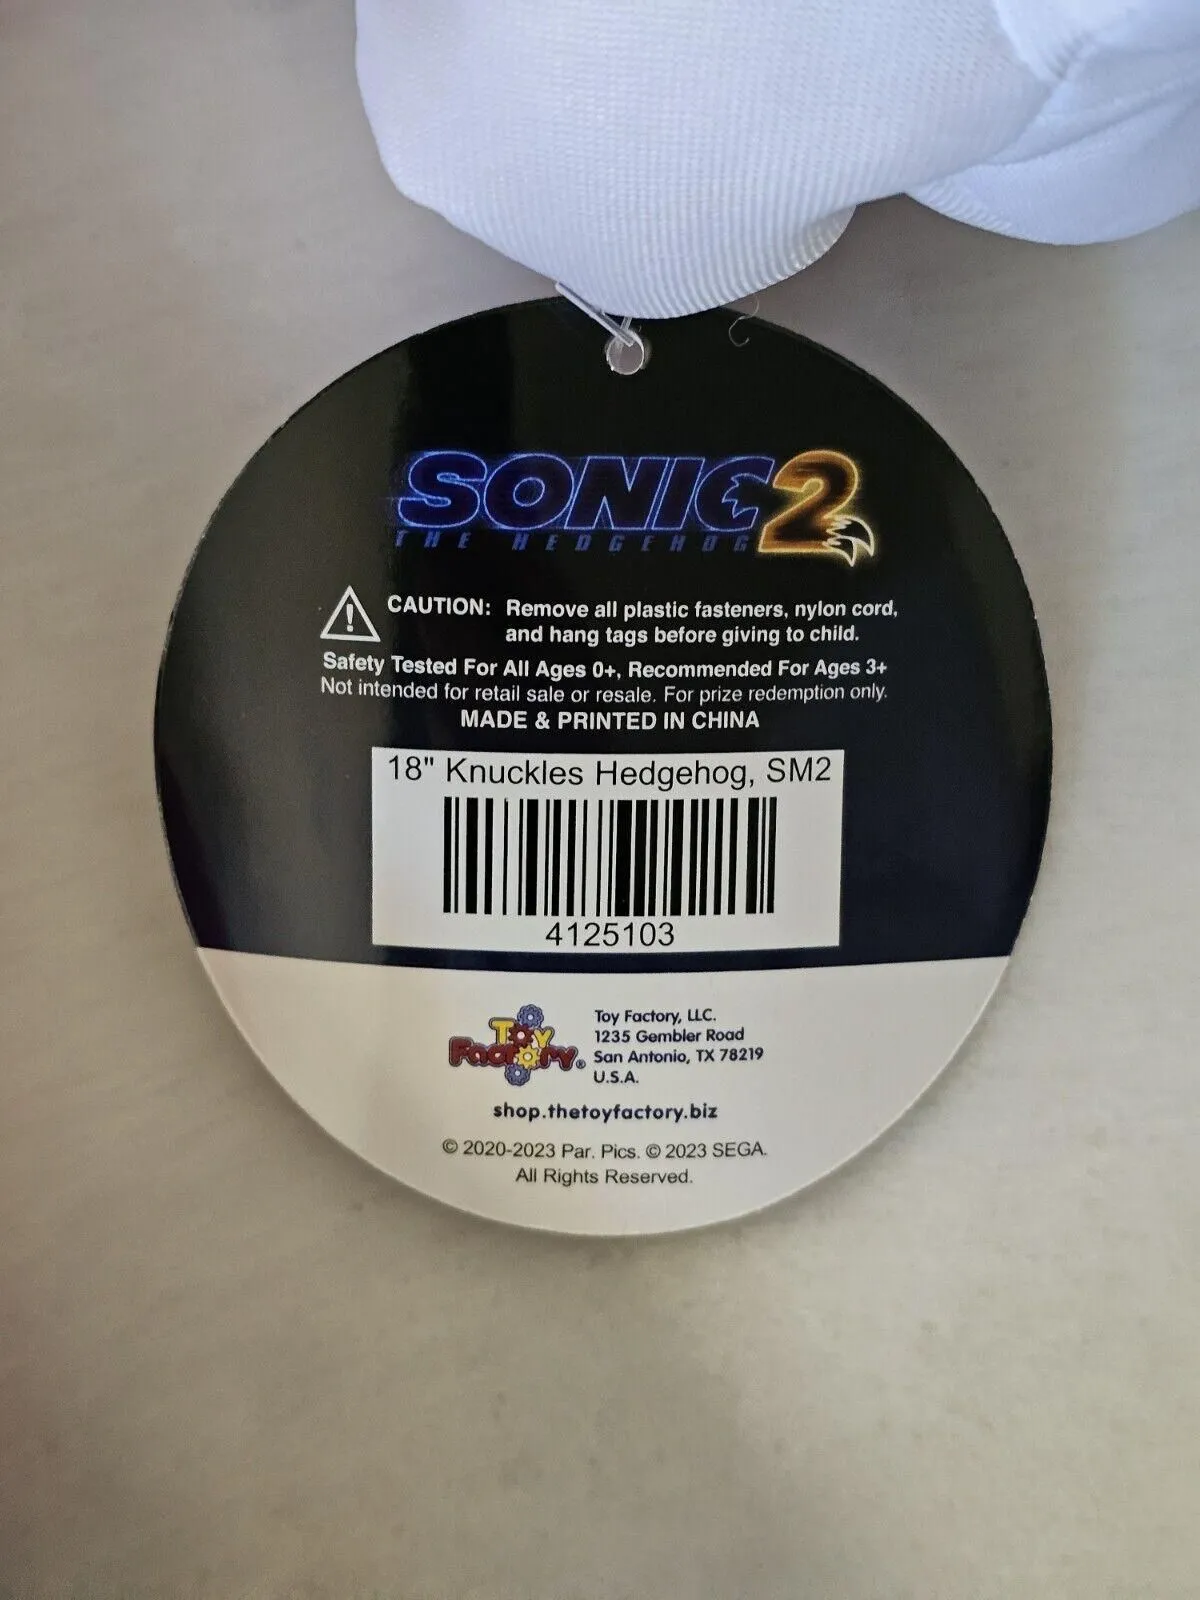 SONIC 2
THE HEDGEHOG
CAUTION: Remove all plastic fasteners, nylon cord,
and hang tags before giving to child.
Safety Tested For All Ages 0+, Recommended For Ages 3+
Not intended for retail sale or resale. For prize redemption only.
MADE & PRINTED IN CHINA
18" Knuckles Hedgehog, SM2
4125103
Toy Factory®
Toy Factory, LLC.
1235 Gembler Road
San Antonio, TX 78219
U.S.A.
shop.thetoyfactory.biz
© 2020-2023 Par. Pics. © 2023 SEGA.
All Rights Reserved.